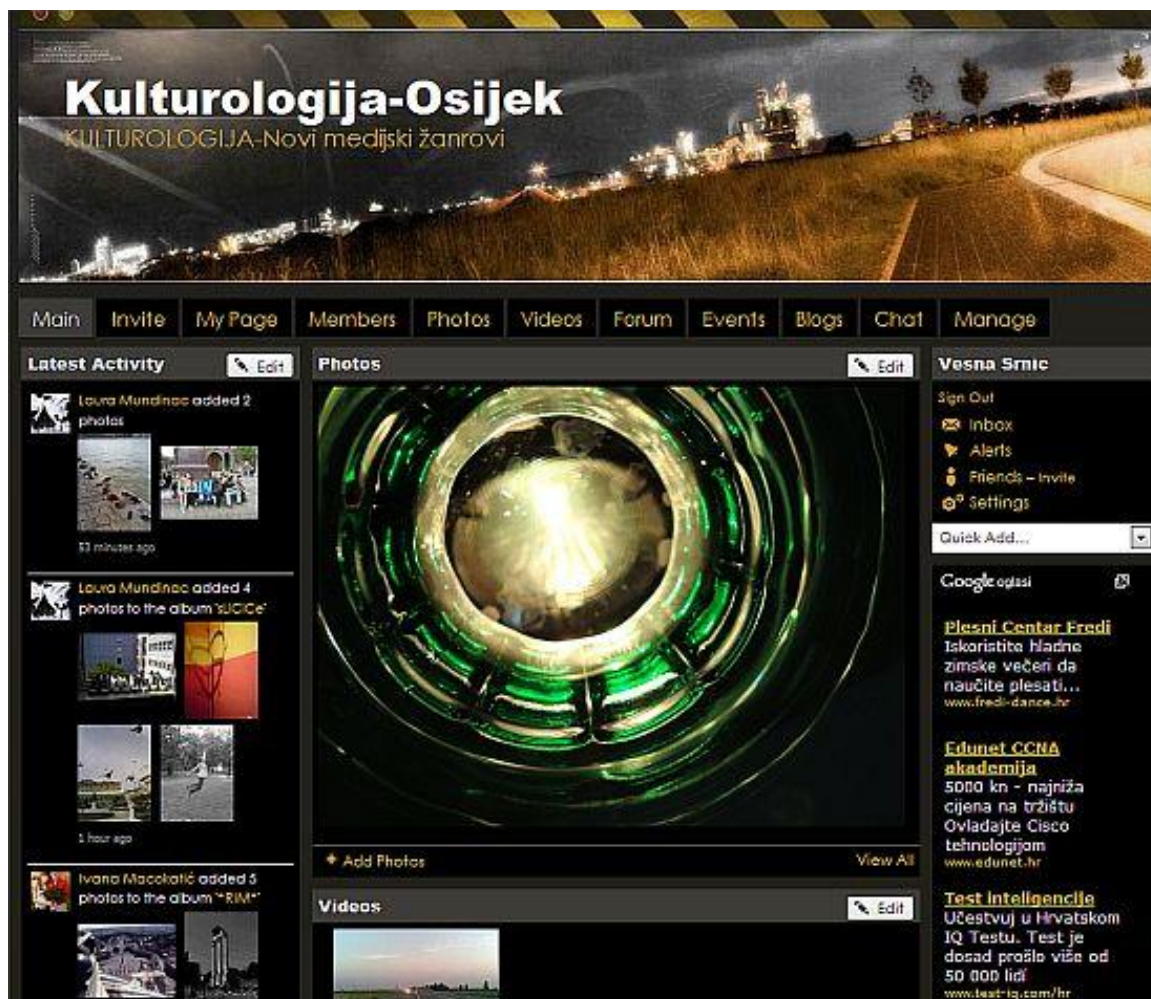 Kulturologija-Osijek
KULTUROLOGIJA-Novi medijski žanrovi
Main Invite My Page Members Photos Videos Forum Events Blogs Chat Manage
Latest Activity
Edit
Laura Mundinac added 2
photos
53 minutes ago
Laura Mundinac added 4
photos to the album 'sLICICe'
1 hour ago
Ivana Macokatić added 5
photos to the album '*RIM*'
Photos
Edit
Add Photos
View All
Videos
Edit
Vesna Srnic
Sign Out
Inbox
Alerts
Friends – Invite
Settings
Quick Add...
Google oglasi
Plesni Centar Fredi
Iskoristite hladne
zimske večeri da
naučite plesati...
www.fredi-dance.hr
Edunet CCNA
akademija
5000 kn - najniža
cijena na tržištu
Ovladajte Cisco
tehnologijom
www.edunet.hr
Test inteligencije
Učestvuj u Hrvatskom
IQ Testu. Test je
dosad prošlo više od
50 000 lidí
www.test-iq.com/hr